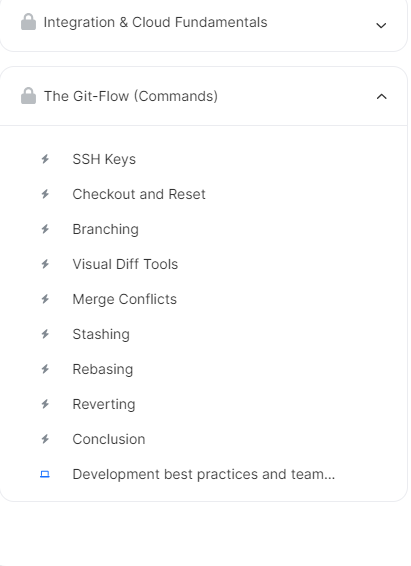 Integration & Cloud Fundamentals
The Git-Flow (Commands)
SSH Keys
Checkout and Reset
Branching
Visual Diff Tools
Merge Conflicts
Stashing
Rebasing
Reverting
Conclusion
Development best practices and team...